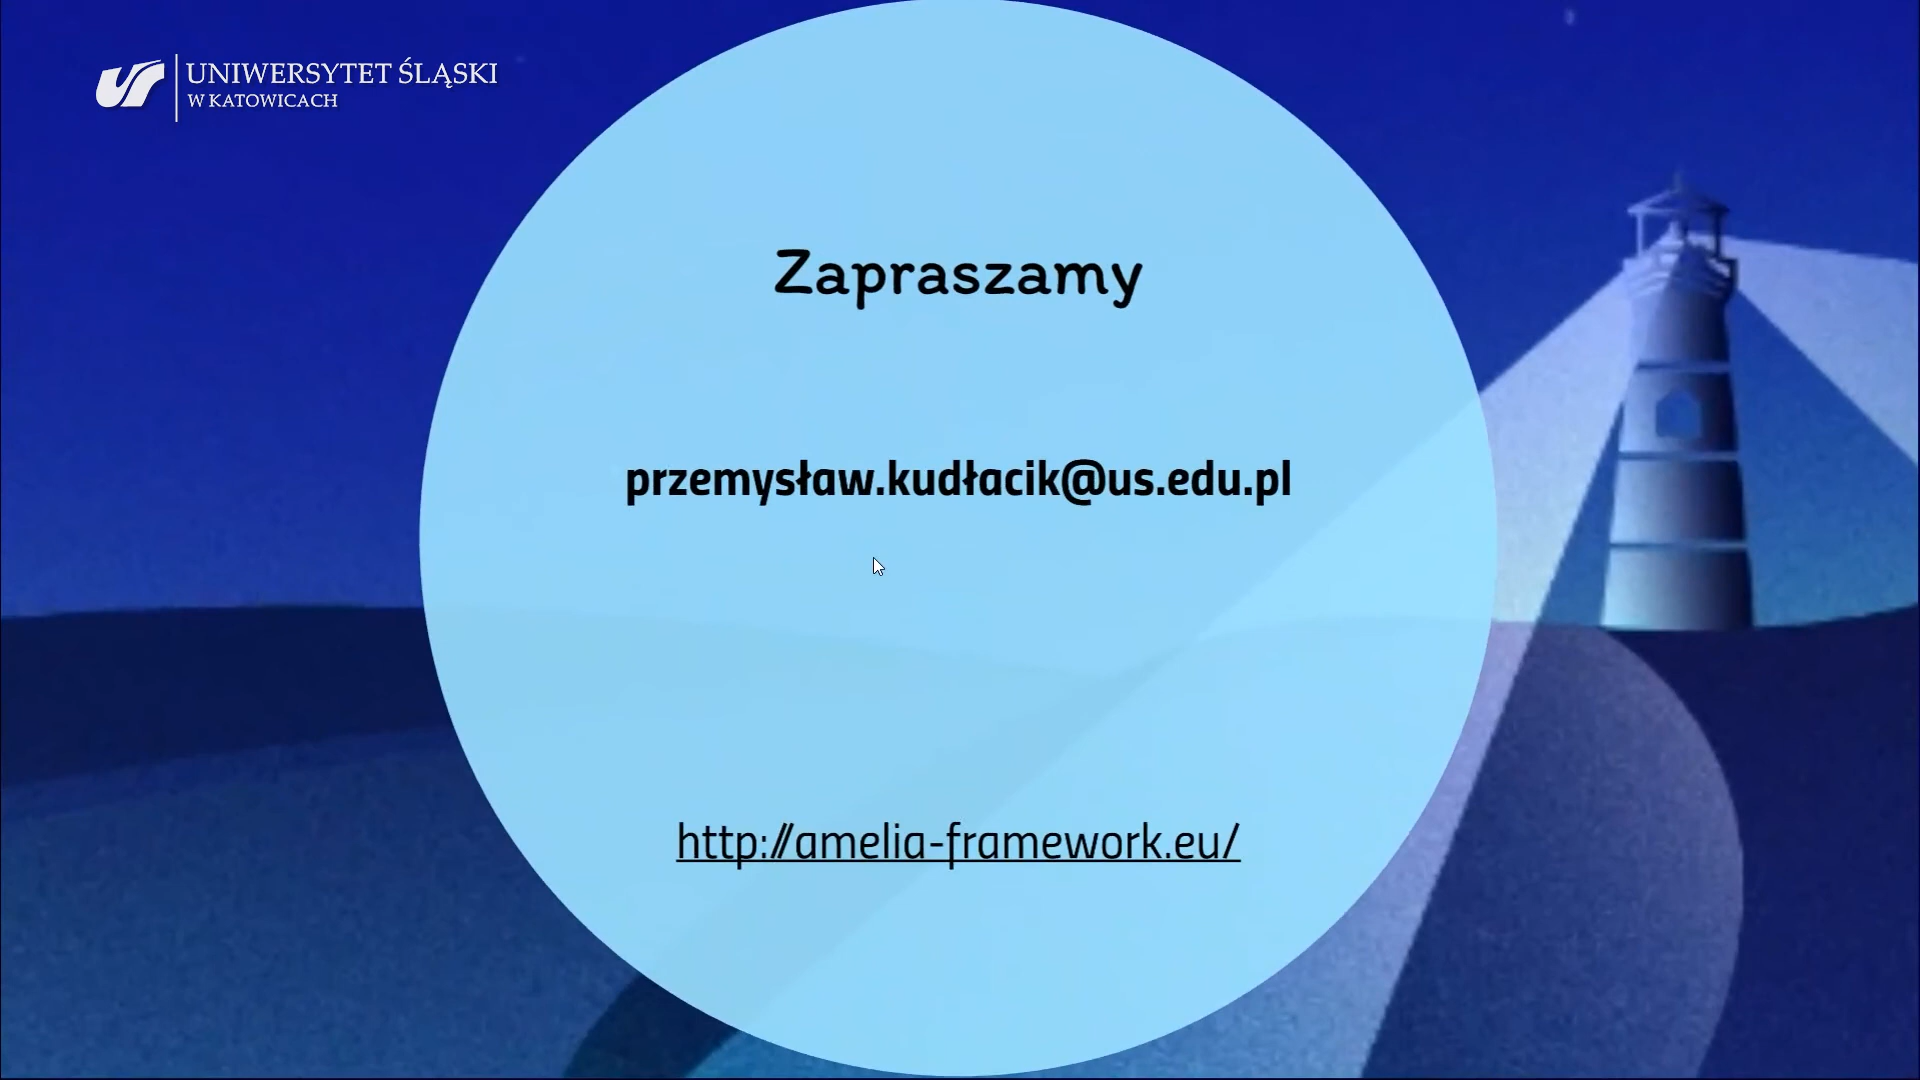 UNIWERSYTET ŚLĄSKI
W KATOWICACH
Zapraszamy
przemysław.kudłacik@us.edu.pl
http://amelia-framework.eu/